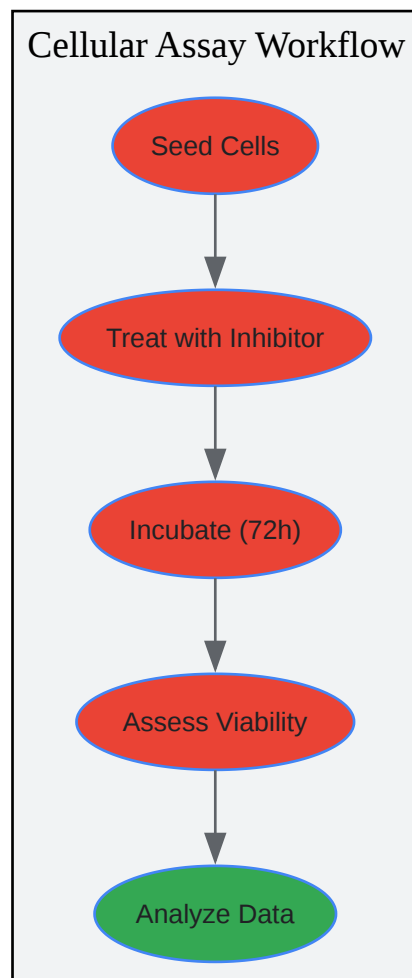 Cellular Assay Workflow
Seed Cells
Treat with Inhibitor
Incubate (72h)
Assess Viability
Analyze Data